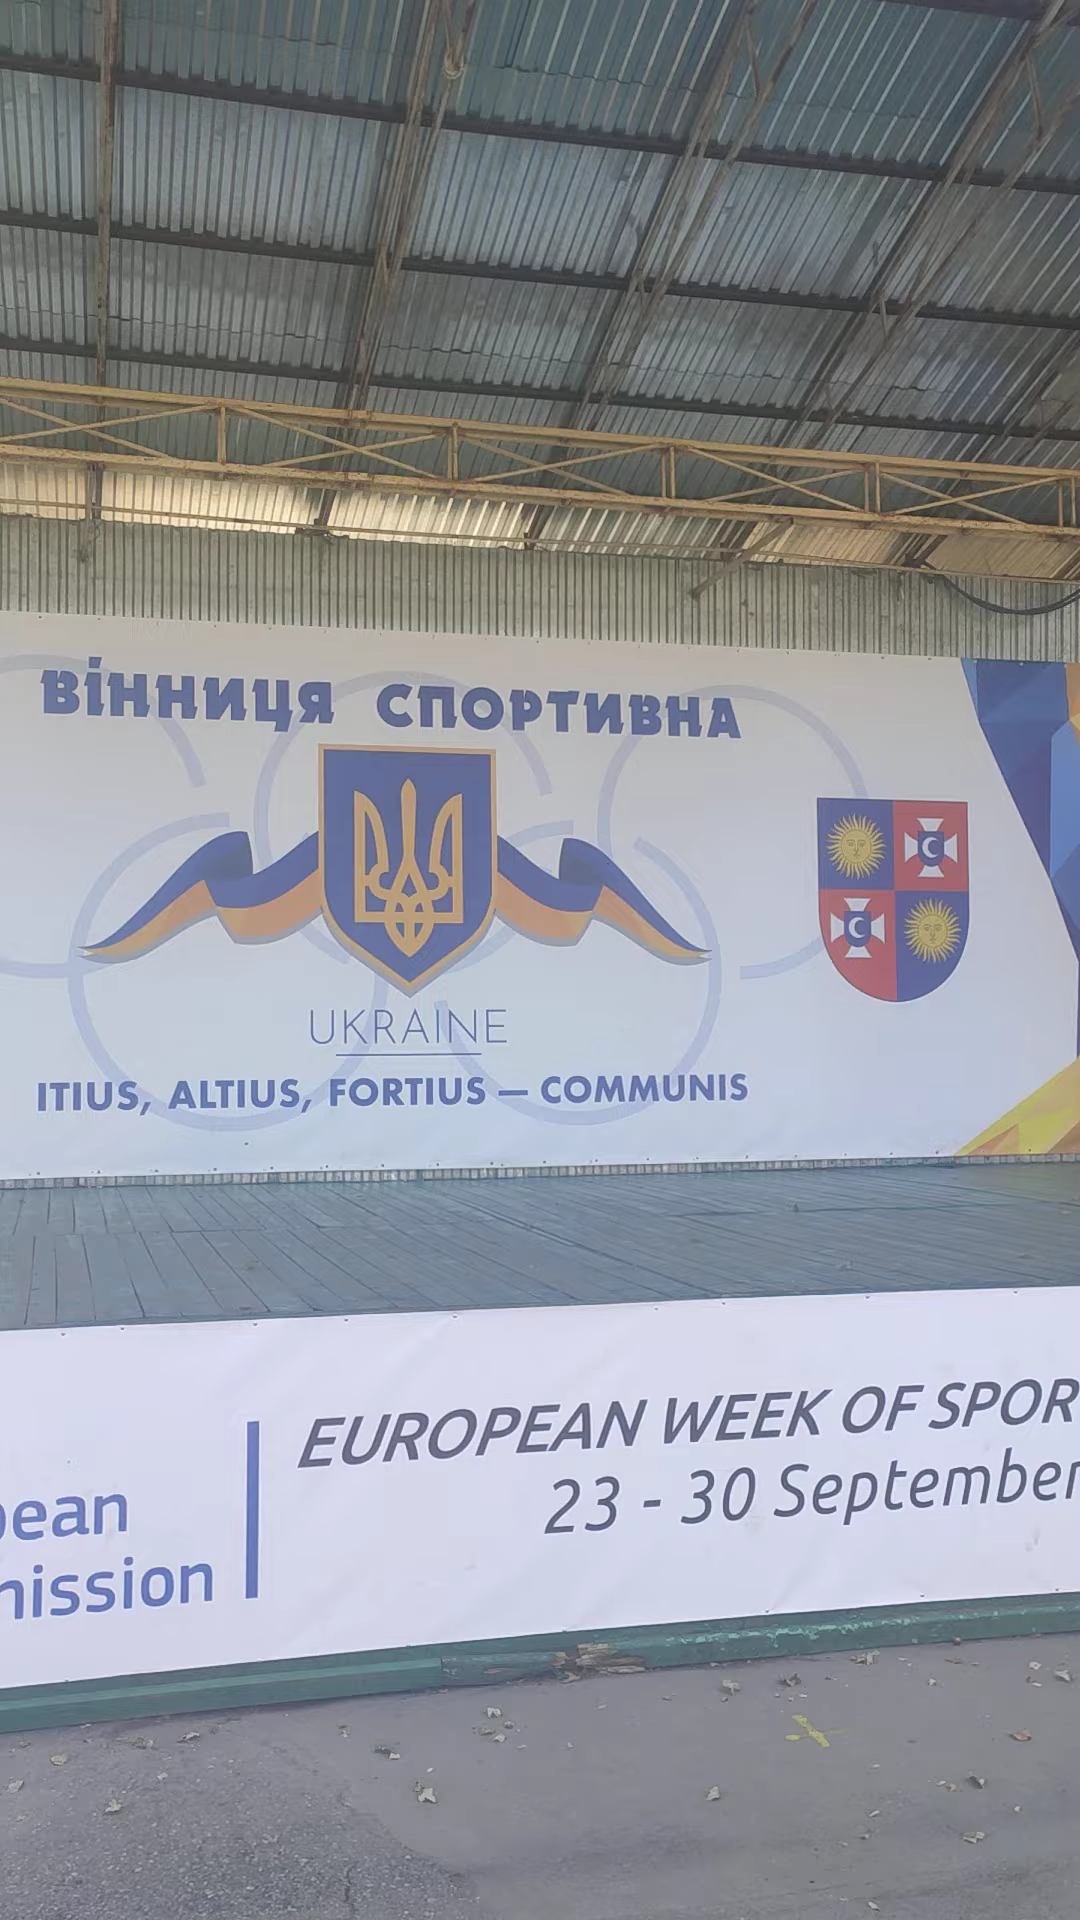 ВІННИЦЯ СПОРТИВНА
UKRAINE
ITIUS, ALTIUS, FORTIUS — COMMUNIS
EUROPEAN WEEK OF SPOR
23 - 30 September
pean
nission